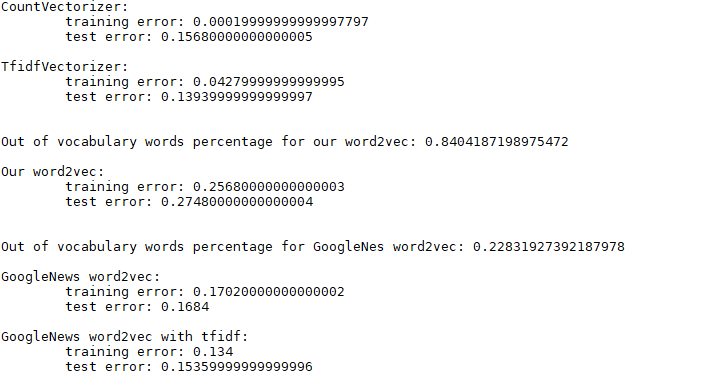 CountVectorizer:
training error: 0.00019999999999997797
test error: 0.15680000000000005
TfidfVectorizer:
training error: 0.04279999999999995
test error: 0.13939999999999997
Out of vocabulary words percentage for our word2vec: 0.8404187198975472
Our word2vec:
training error: 0.25680000000000003
test error: 0.27480000000000004
Out of vocabulary words percentage for GoogleNes word2vec: 0.22831927392187978
GoogleNews word2vec:
training error: 0.17020000000000002
test error: 0.1684
GoogleNews word2vec with tfidf:
training error: 0.134
test error: 0.15359999999999996